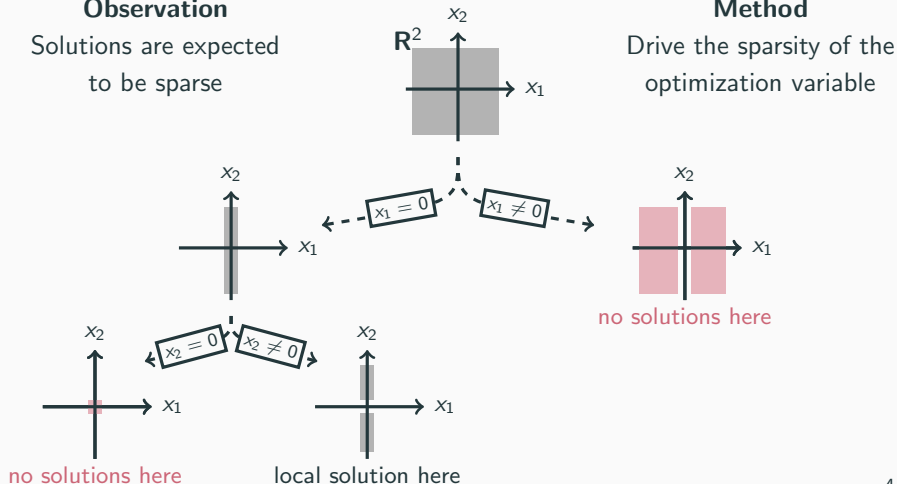 Observation
Solutions are expected
to be sparse
Method
Drive the sparsity of the
optimization variable
x₂
R²
x₁
x₁ = 0
x₁ ≠ 0
x₂
x₁
x₂
x₁
no solutions here
x₂ = 0
x₂ ≠ 0
x₂
x₁
no solutions here
x₂
x₁
local solution here